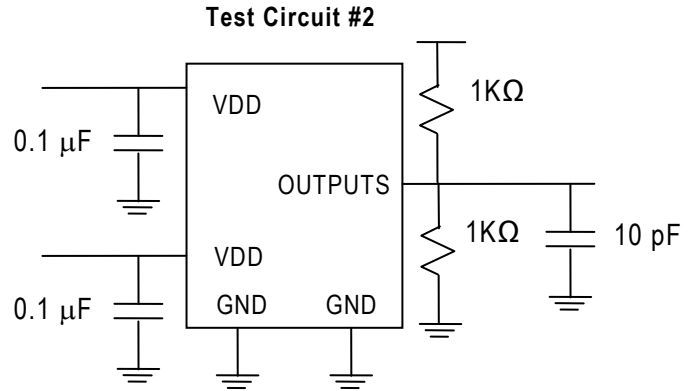 Test Circuit #2
1KΩ
VDD
0.1 μF
OUTPUTS
1KΩ
10 pF
VDD
0.1 μF
GND GND